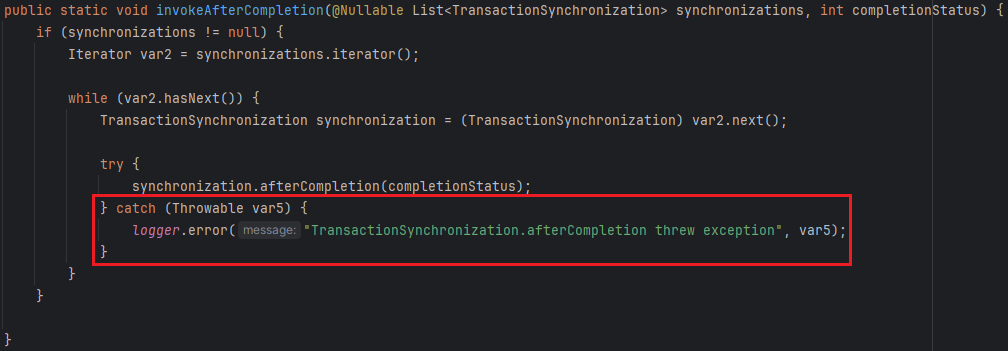 public static void invokeAfterCompletion(@Nullable List<TransactionSynchronization> synchronizations, int completionStatus) {
if (synchronizations != null) {
Iterator var2 = synchronizations.iterator();
while (var2.hasNext()) {
TransactionSynchronization synchronization = (TransactionSynchronization) var2.next();
try {
synchronization.afterCompletion(completionStatus);
} catch (Throwable var5) {
logger.error( message: "TransactionSynchronization.afterCompletion threw exception", var5);
}
}
}
}